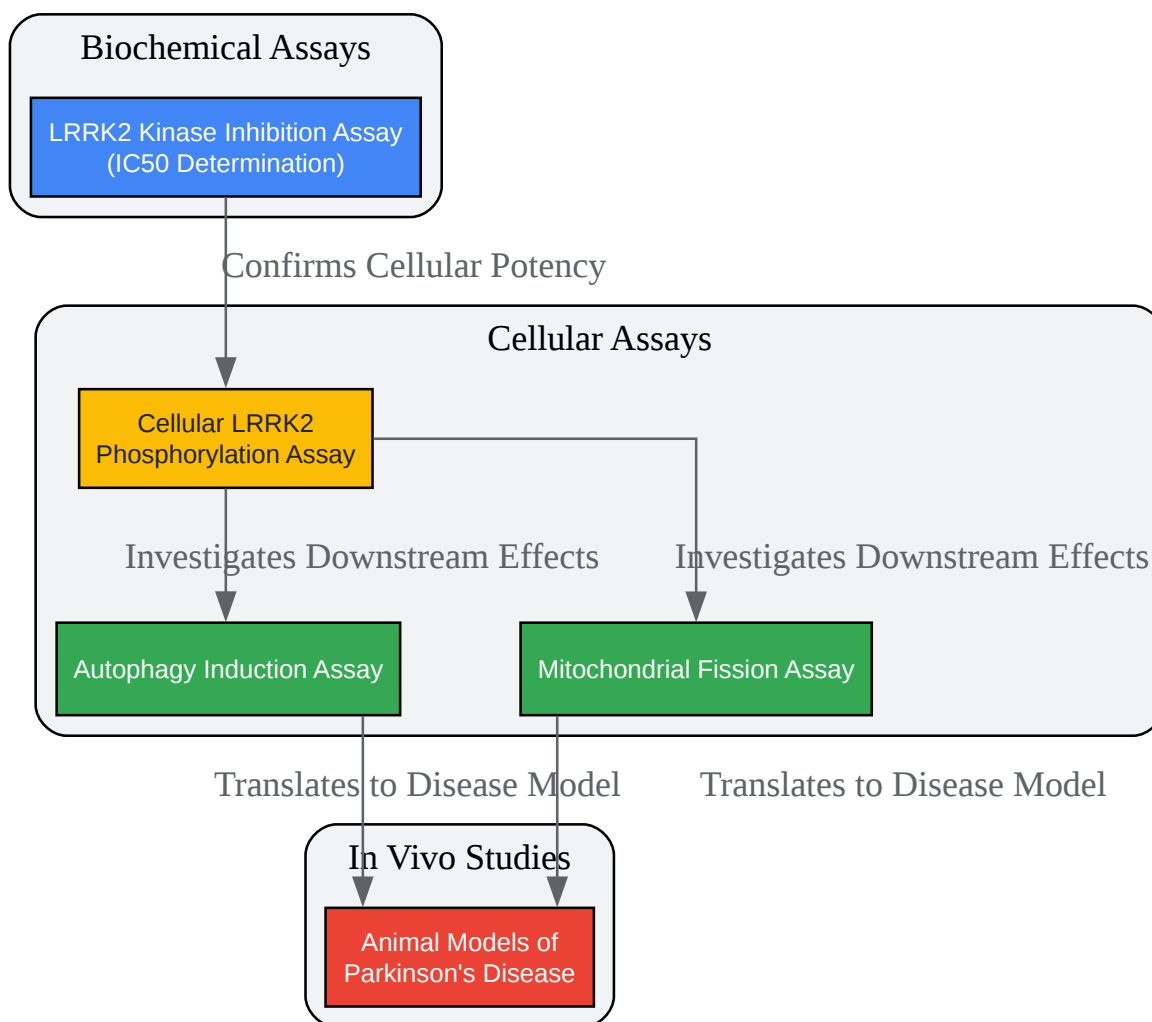 Biochemical Assays
LRRK2 Kinase Inhibition Assay
(IC50 Determination)
Confirms Cellular Potency
Cellular Assays
Cellular LRRK2
Phosphorylation Assay
Investigates Downstream Effects
Investigates Downstream Effects
Autophagy Induction Assay
Mitochondrial Fission Assay
Translates to Disease Model
Translates to Disease Model
In Vivo Studies
Animal Models of
Parkinson's Disease